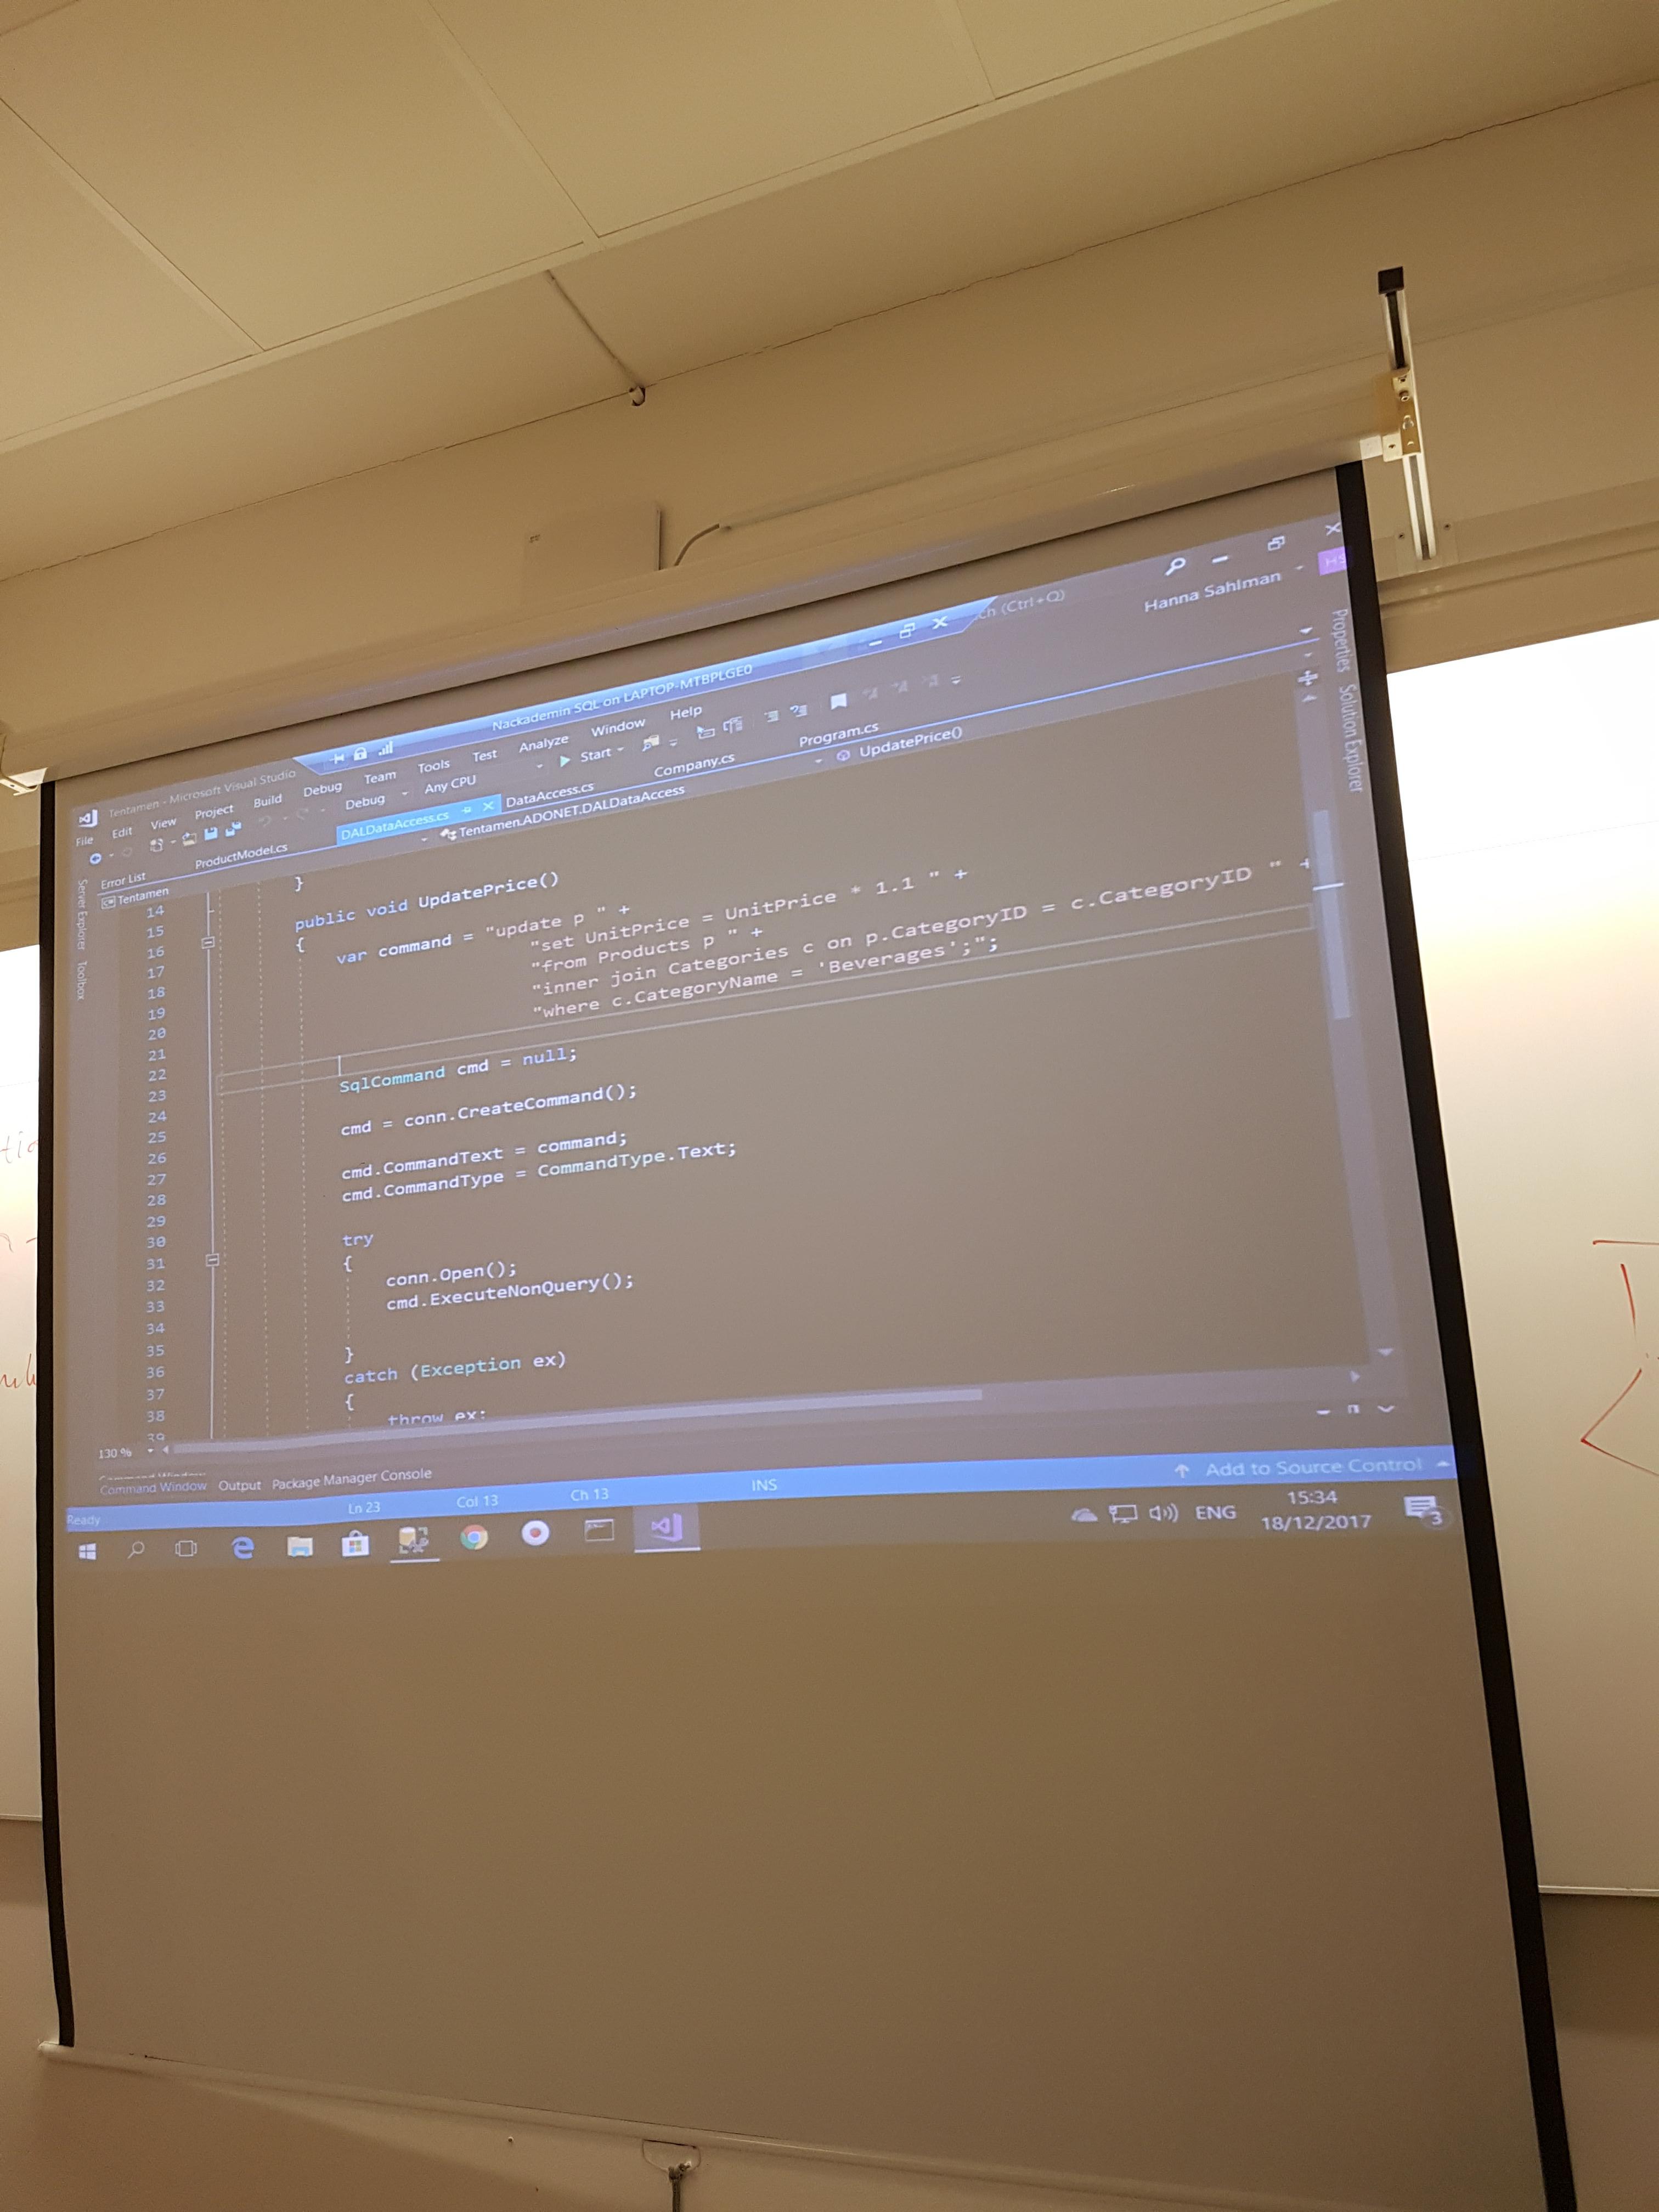 Nackademin SQL on LAPTOP-MTBPLGE0
Tentamen - Microsoft Visual Studio
ch (Ctrl+Q)
Hanna Sahlman
HS
File Edit View Project Build Debug Team Tools Test Analyze Window Help
Debug Any CPU Start
ProductModel.cs DALDataAccess.cs DataAccess.cs Company.cs Program.cs
Error List
Tentamen Tentamen.ADONET.DALDataAccess UpdatePrice()
Server Explorer Toolbox
Properties Solution Explorer
14 }
15
16 public void UpdatePrice()
17 {
18 var command = "update p " +
19 "set UnitPrice = UnitPrice * 1.1 " +
20 "from Products p " +
21 "inner join Categories c on p.CategoryID = c.CategoryID " +
22 "where c.CategoryName = 'Beverages';";
23
24 SqlCommand cmd = null;
25
26 cmd = conn.CreateCommand();
27
28 cmd.CommandText = command;
29 cmd.CommandType = CommandType.Text;
30
31 try
32 {
33 conn.Open();
34 cmd.ExecuteNonQuery();
35
36 }
37 catch (Exception ex)
38 {
39 throw ex;
130 %
Command Window Output Package Manager Console
Ready Ln 23 Col 13 Ch 13 INS Add to Source Control
ENG 15:34
18/12/2017
3